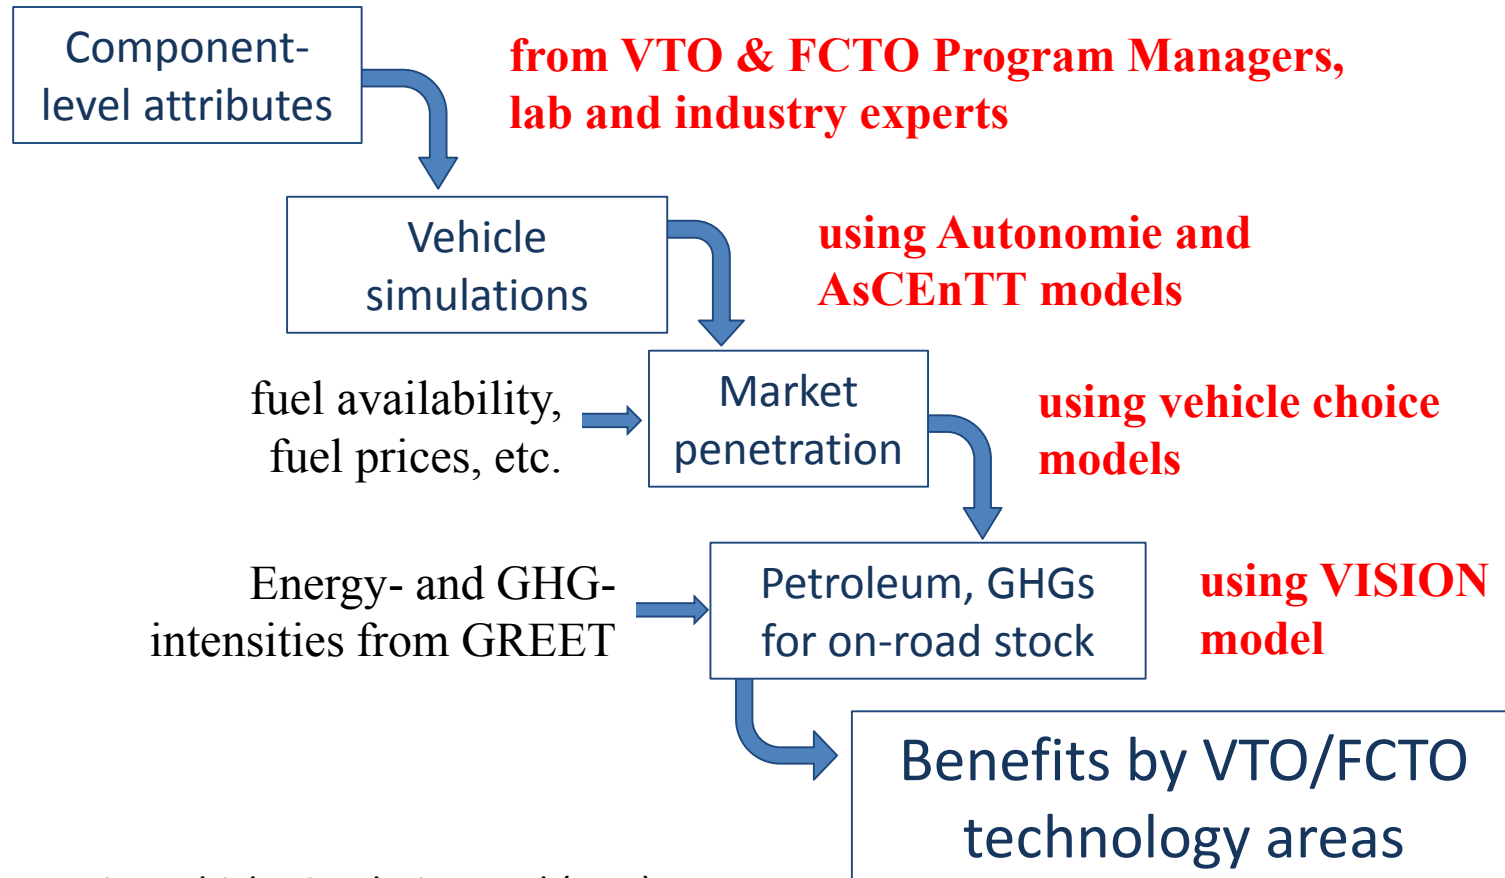 Component-
level attributes
from VTO & FCTO Program Managers,
lab and industry experts
Vehicle
simulations
using Autonomie and
AsCEnTT models
fuel availability,
fuel prices, etc.
Market
penetration
using vehicle choice
models
Energy- and GHG-
intensities from GREET
Petroleum, GHGs
for on-road stock
using VISION
model
Benefits by VTO/FCTO
technology areas